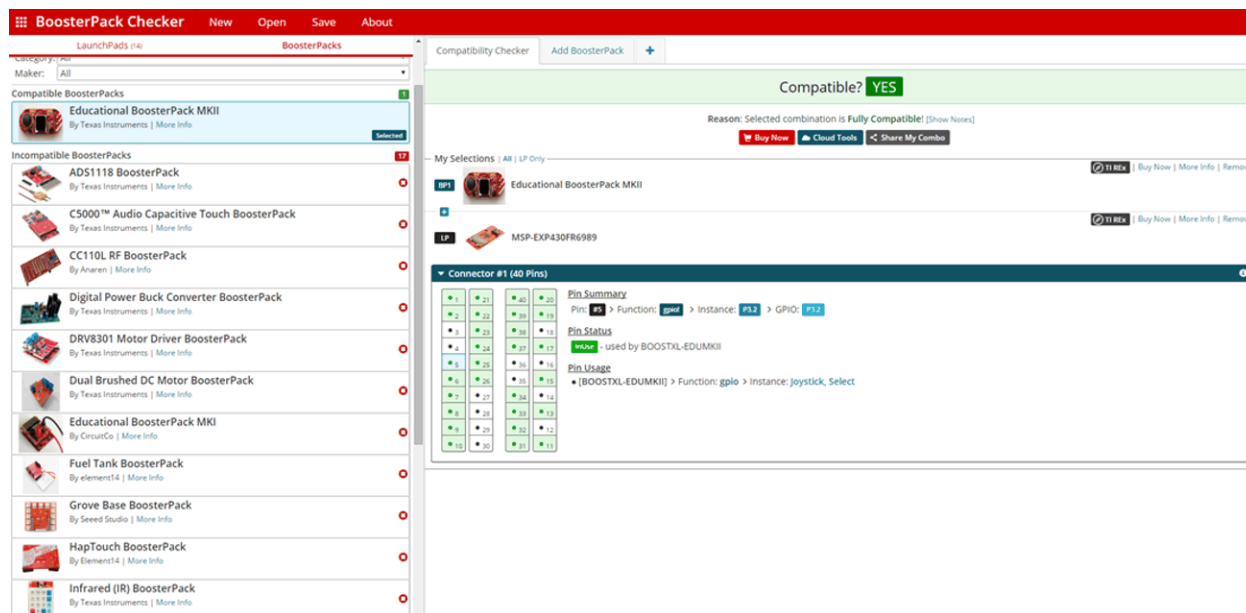 BoosterPack Checker New Open Save About
LaunchPads (14) BoosterPacks
Category: All
Maker: All
Compatible BoosterPacks 1
Educational BoosterPack MKII
By Texas Instruments | More Info
Selected
Incompatible BoosterPacks 17
ADS1118 BoosterPack
By Texas Instruments | More Info
C5000™ Audio Capacitive Touch BoosterPack
By Texas Instruments | More Info
CC110L RF BoosterPack
By Anaren | More Info
Digital Power Buck Converter BoosterPack
By Texas Instruments | More Info
DRV8301 Motor Driver BoosterPack
By Texas Instruments | More Info
Dual Brushed DC Motor BoosterPack
By Texas Instruments | More Info
Educational BoosterPack MKI
By CircuitCo | More Info
Fuel Tank BoosterPack
By element14 | More Info
Grove Base BoosterPack
By Seeed Studio | More Info
HapTouch BoosterPack
By Element14 | More Info
Infrared (IR) BoosterPack
By Texas Instruments | More Info
Compatibility Checker Add BoosterPack +
Compatible? YES
Reason: Selected combination is Fully Compatible! [Show Notes]
Buy Now Cloud Tools Share My Combo
My Selections | All | LP Only
BP1 Educational BoosterPack MKII TI REx | Buy Now | More Info | Remov
+
LP MSP-EXP430FR6989 TI REx | Buy Now | More Info | Remov
Connector #1 (40 Pins)
1 21 40 20
2 22 39 19
3 23 38 18
4 24 37 17
5 25 36 16
6 26 35 15
7 27 34 14
8 28 33 13
9 29 32 12
10 30 31 11
Pin Summary
Pin: #5 > Function: gpio! > Instance: P3.2 > GPIO: P3.2
Pin Status
InUse - used by BOOSTXL-EDUMKII
Pin Usage
• [BOOSTXL-EDUMKII] > Function: gpio > Instance: Joystick, Select